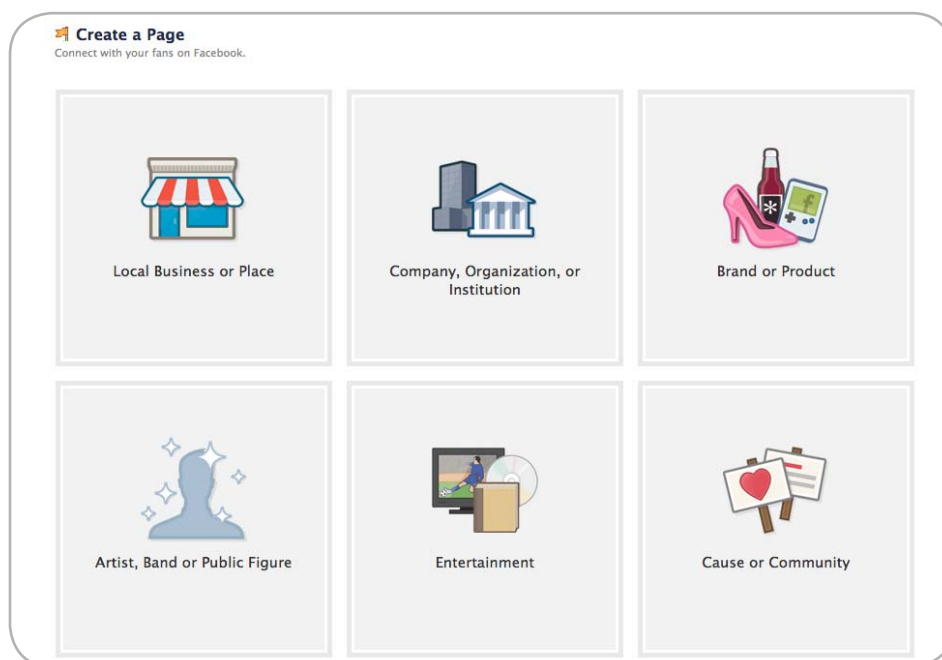 Create a Page
Connect with your fans on Facebook.
Local Business or Place
Company, Organization, or
Institution
Brand or Product
Artist, Band or Public Figure
Entertainment
Cause or Community